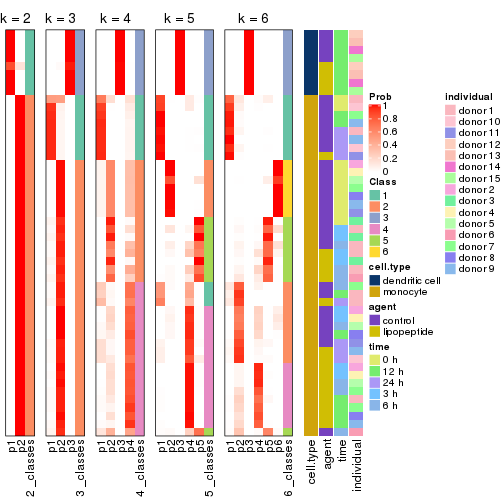 k = 2
k = 3
k = 4
k = 5
k = 6
p1
p2
2_classes
p1
p2
p3
3_classes
p1
p2
p3
p4
4_classes
p1
p2
p3
p4
p5
5_classes
p1
p2
p3
p4
p5
p6
6_classes
cell.type
agent
time
individual
Prob
1
0.8
0.6
0.4
0.2
0
Class
1
2
3
4
5
6
cell.type
dendritic cell
monocyte
agent
control
lipopeptide
time
0 h
12 h
24 h
3 h
6 h
individual
donor 1
donor 10
donor 11
donor 12
donor 13
donor 14
donor 15
donor 2
donor 3
donor 4
donor 5
donor 6
donor 7
donor 8
donor 9